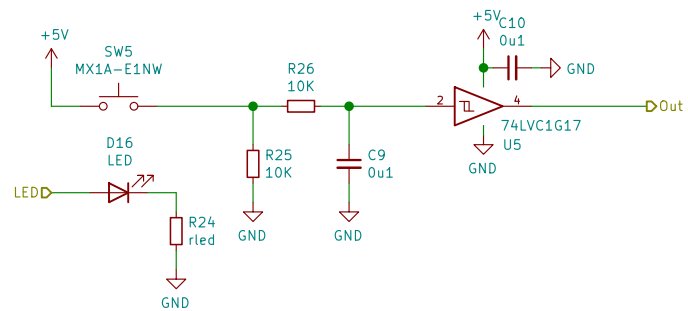 +5V
C10
0u1
GND
+5V
SW5
MX1A-E1NW
R26
10K
2
4
Out
74LVC1G17
U5
GND
D16
LED
R25
10K
C9
0u1
LED
R24
rled
GND
GND
GND